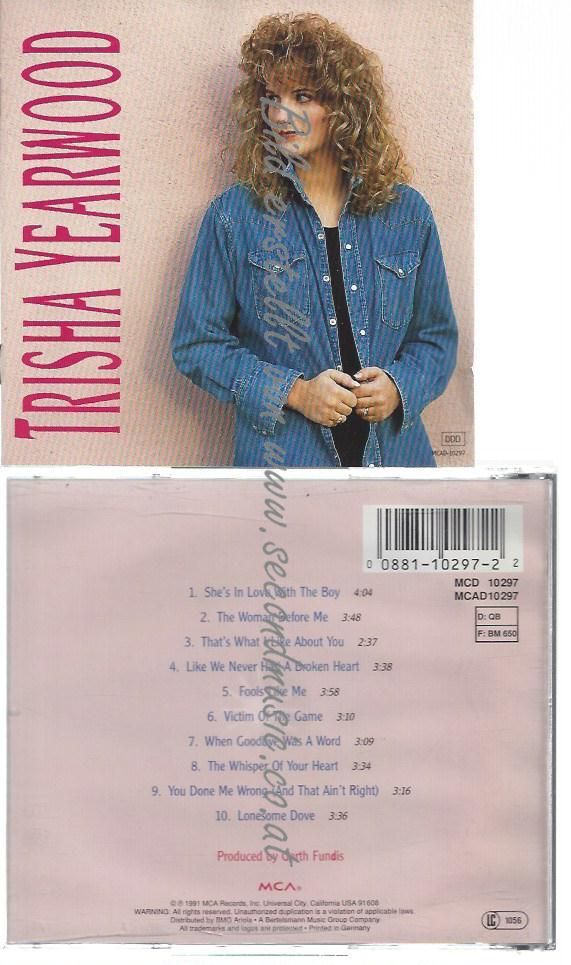 TRISHA YEARWOOD
DDD
MCAD-10297
Bild erstellt von www.secondmusic.co.at
0 0881-10297-2 2
MCD 10297
MCAD10297
D: QB
F: BM 650
1. She's In Love With The Boy 4:04
2. The Woman Before Me 3:48
3. That's What I Like About You 2:37
4. Like We Never Had A Broken Heart 3:38
5. Fools Like Me 3:58
6. Victim Of The Game 3:10
7. When Goodbye Was A Word 3:09
8. The Whisper Of Your Heart 3:34
9. You Done Me Wrong (And That Ain't Right) 3:16
10. Lonesome Dove 3:36
Produced by Garth Fundis
MCA®
© ℗ 1991 MCA Records, Inc. Universal City, California USA 91608
WARNING: All rights reserved. Unauthorized duplication is a violation of applicable laws.
Distributed by BMG Ariola • A Bertelsmann Music Group Company
All trademarks and logos are protected • Printed in Germany
LC 1056